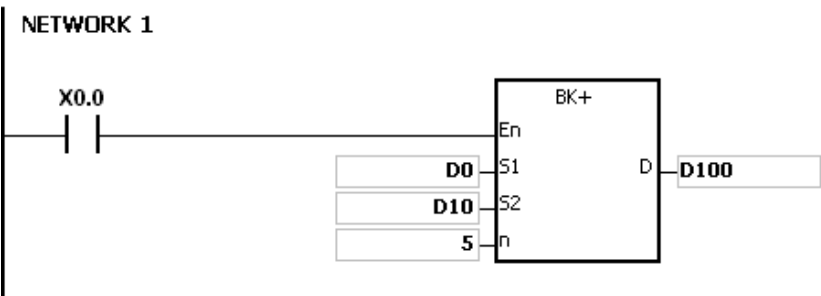 NETWORK 1
X0.0
BK+
En
D0 S1 D D100
D10 S2
5 n